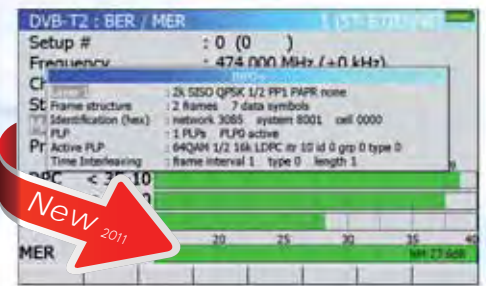 DVB-T2 : BER / MER
Setup # : 0 (0 )
Frequency : 474.000 MHz (+0 kHz)
: 2k SISO QPSK 1/2 PP1 PAPR none
St Frame structure : 2 frames 7 data symbols
Identification (hex) : network 3085 system 8001 cell 0000
PLP : 1 PLPs PLP0 active
Pr Active PLP : 64QAM 1/2 16k LDPC itr 10 id 0 grp 0 type 0
Time Interleaving : frame interval 1 type 0 length 1
< 10
New 2011
20 25 30 35 40
MER